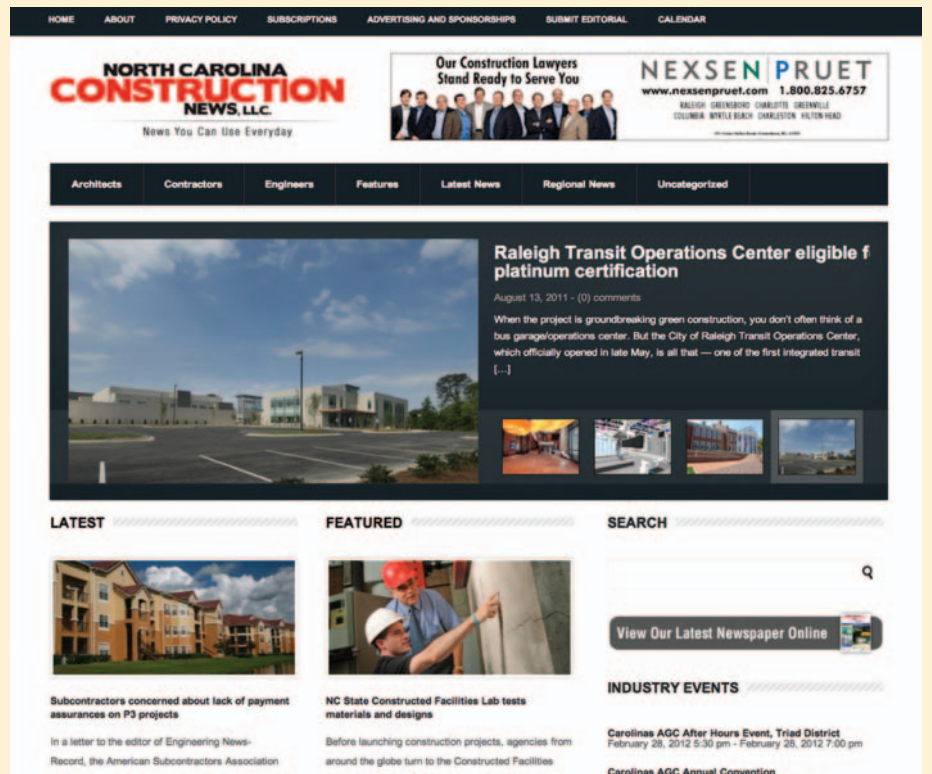 HOME ABOUT PRIVACY POLICY SUBSCRIPTIONS ADVERTISING AND SPONSORSHIPS SUBMIT EDITORIAL CALENDAR
NORTH CAROLINA
CONSTRUCTION
NEWS, LLC.
News You Can Use Everyday
Our Construction Lawyers
Stand Ready to Serve You
NEXSEN PRUET
www.nexsenpruet.com 1.800.825.6757
RALEIGH GREENSBORO CHARLOTTE GREENVILLE
COLUMBIA MYRTLE BEACH CHARLESTON HILTON HEAD
Architects Contractors Engineers Features Latest News Regional News Uncategorized
Raleigh Transit Operations Center eligible f
platinum certification
August 13, 2011 - (0) comments
When the project is groundbreaking green construction, you don't often think of a
bus garage/operations center. But the City of Raleigh Transit Operations Center,
which officially opened in late May, is all that — one of the first integrated transit
[...]
LATEST
Subcontractors concerned about lack of payment
assurances on P3 projects
In a letter to the editor of Engineering News-
Record, the American Subcontractors Association
FEATURED
NC State Constructed Facilities Lab tests
materials and designs
Before launching construction projects, agencies from
around the globe turn to the Constructed Facilities
SEARCH
View Our Latest Newspaper Online
INDUSTRY EVENTS
Carolinas AGC After Hours Event, Triad District
February 28, 2012 5:30 pm - February 28, 2012 7:00 pm
Carolinas AGC Annual Convention